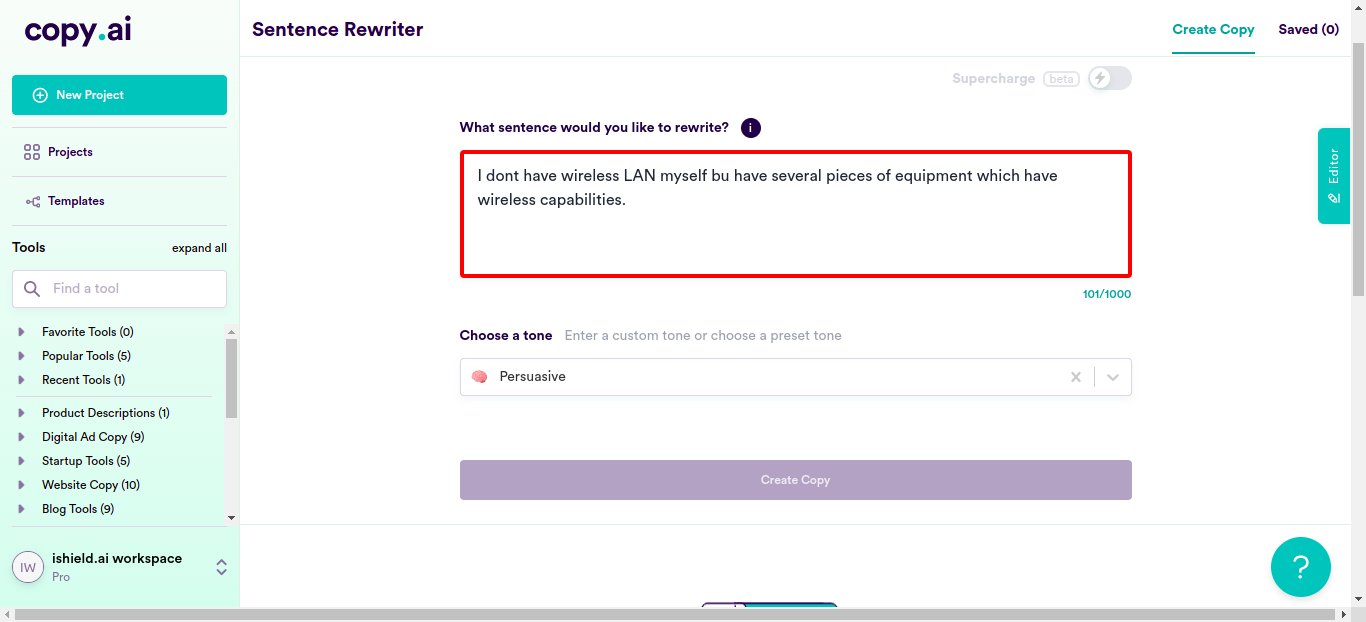 copy.ai
Sentence Rewriter
Create Copy
Saved (0)
New Project
Projects
Templates
Tools
expand all
Find a tool
Favorite Tools (0)
Popular Tools (5)
Recent Tools (1)
Product Descriptions (1)
Digital Ad Copy (9)
Startup Tools (5)
Website Copy (10)
Blog Tools (9)
IW
ishield.ai workspace
Pro
Supercharge beta
What sentence would you like to rewrite? i
I dont have wireless LAN myself bu have several pieces of equipment which have
wireless capabilities.
101/1000
Choose a tone Enter a custom tone or choose a preset tone
Persuasive
Create Copy
Editor
?